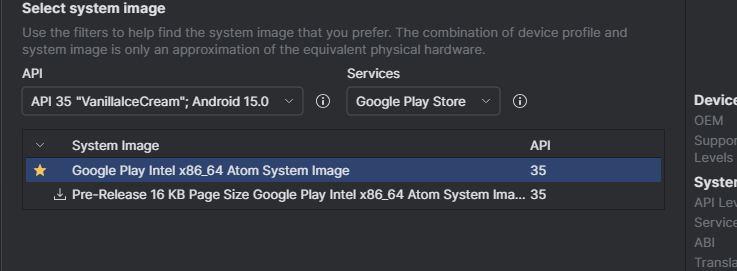 Select system image
Use the filters to help find the system image that you prefer. The combination of device profile and
system image is only an approximation of the equivalent physical hardware.
API
Services
API 35 "VanillaIceCream"; Android 15.0
Google Play Store
System Image
API
Google Play Intel x86_64 Atom System Image
35
Pre-Release 16 KB Page Size Google Play Intel x86_64 Atom System Ima...
35
Device
OEM
Suppor
Levels
System
API Lev
Service
ABI
Transla